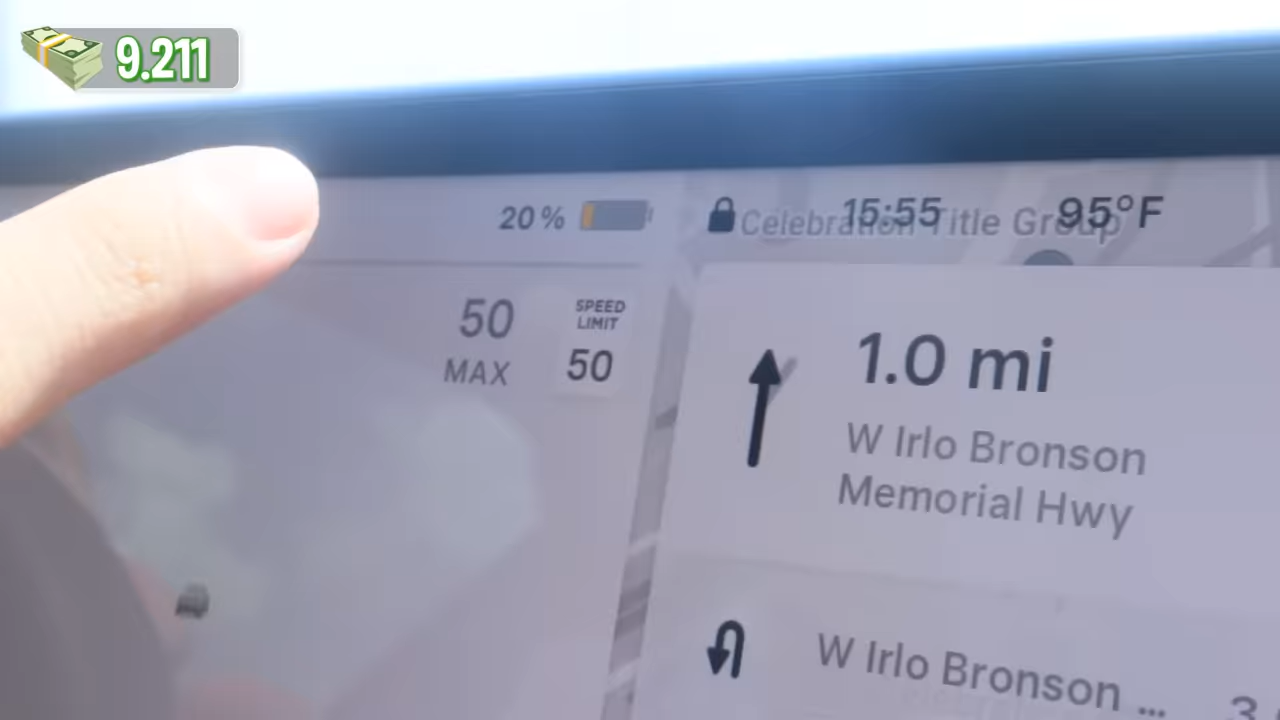 9.211
20%
Celebration Title Group
15:55
95°F
50
MAX
SPEED
LIMIT
50
1.0 mi
W Irlo Bronson
Memorial Hwy
W Irlo Bronson ...
3